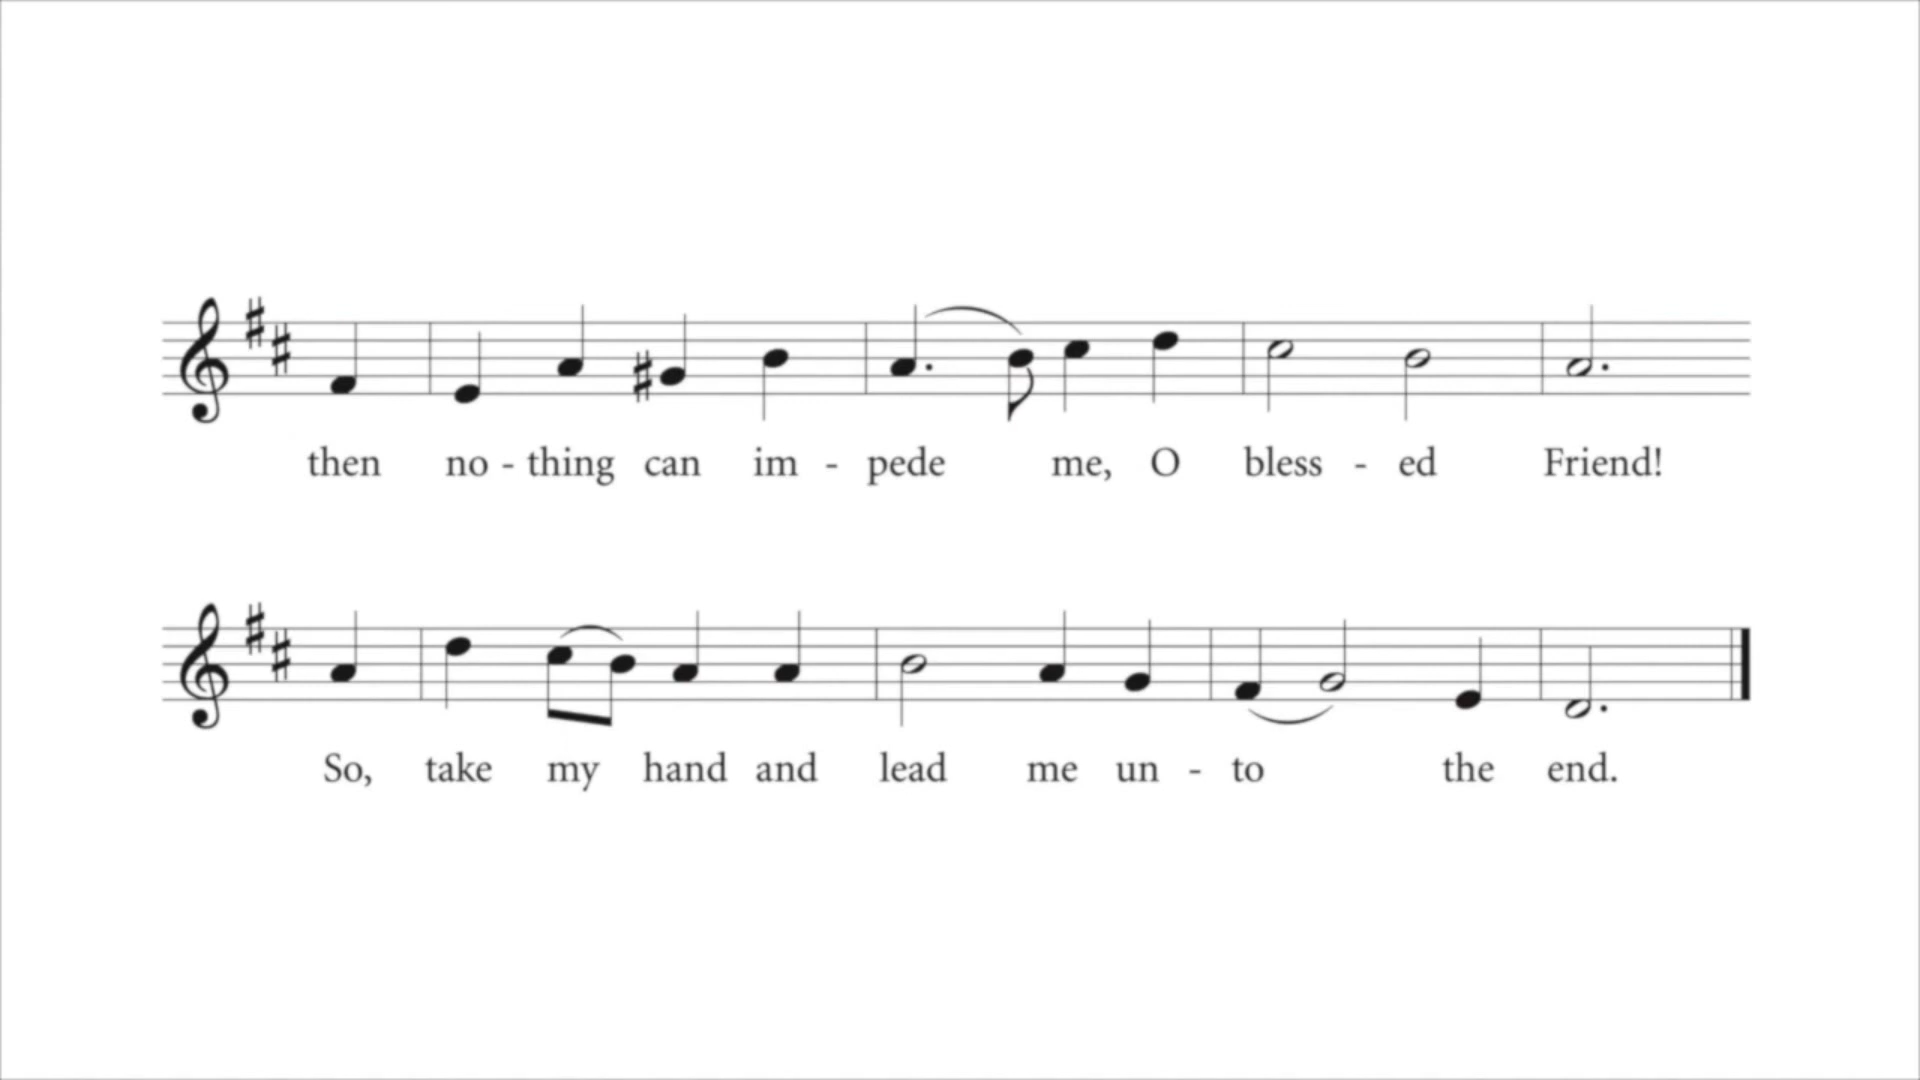 then no - thing can im - pede me, O bless - ed Friend!
So, take my hand and lead me un - to the end.